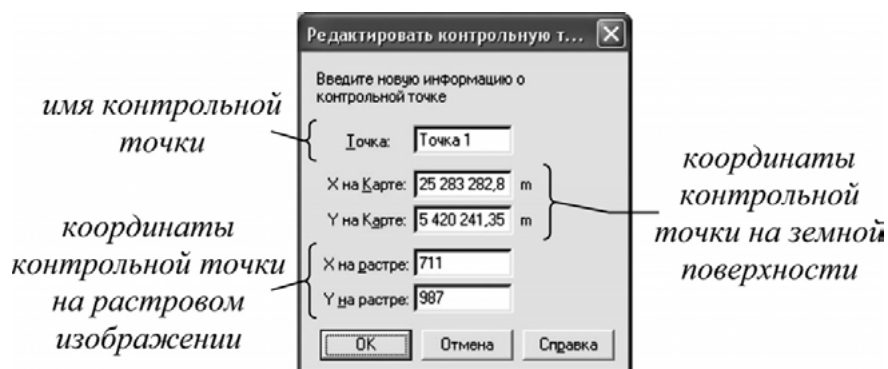 Редактировать контрольную т...
Введите новую информацию о
контрольной точке
имя контрольной
точки
Точка: Точка 1
X на Карте: 25 283 282,8 m
Y на Карте: 5 420 241,35 m
координаты
контрольной
точки на земной
поверхности
координаты
контрольной точки
на растровом
изображении
X на растре: 711
Y на растре: 987
OK Отмена Справка